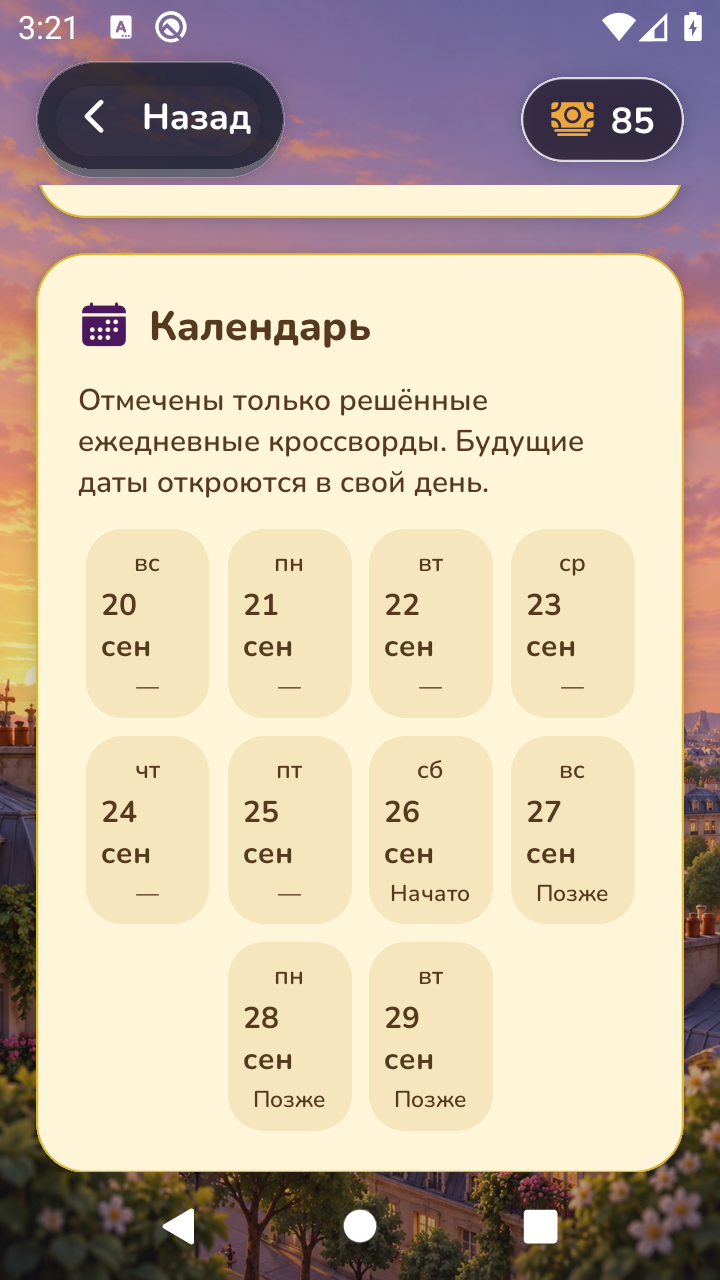 3:21
Назад
85
Календарь
Отмечены только решённые
ежедневные кроссворды. Будущие
даты откроются в свой день.
вс
20
сен
—
пн
21
сен
—
вт
22
сен
—
ср
23
сен
—
чт
24
сен
—
пт
25
сен
—
сб
26
сен
Начато
вс
27
сен
Позже
пн
28
сен
Позже
вт
29
сен
Позже